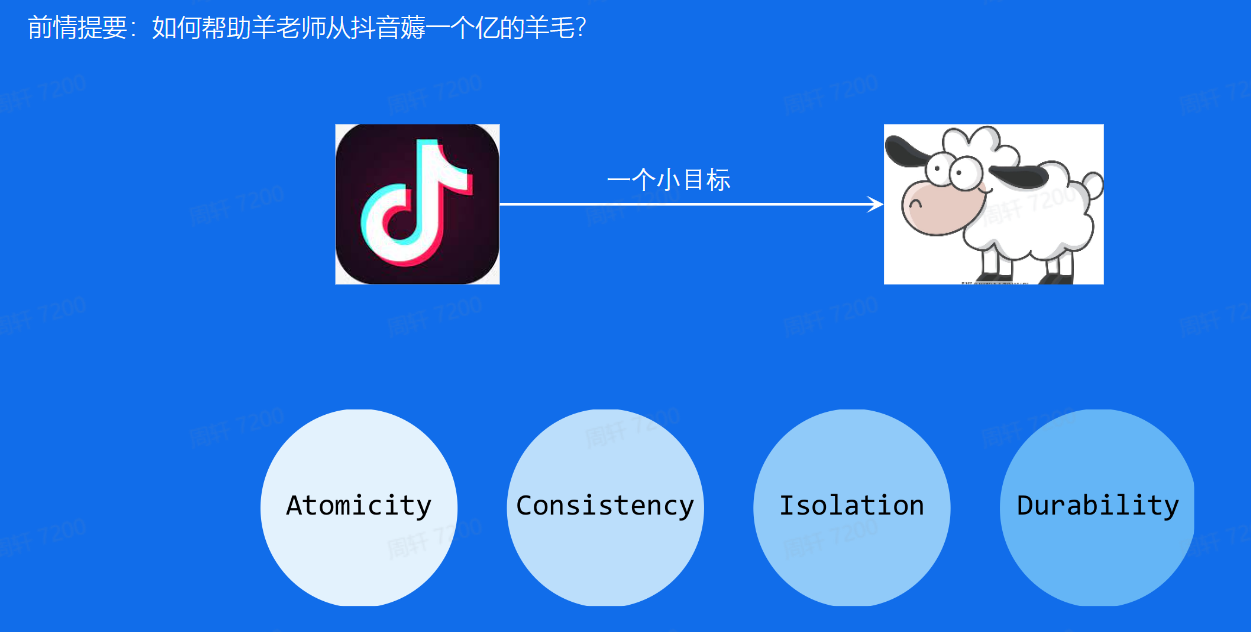 前情提要：如何帮助羊老师从抖音薅一个亿的羊毛？
一个小目标
Atomicity
Consistency
Isolation
Durability
周轩 7200